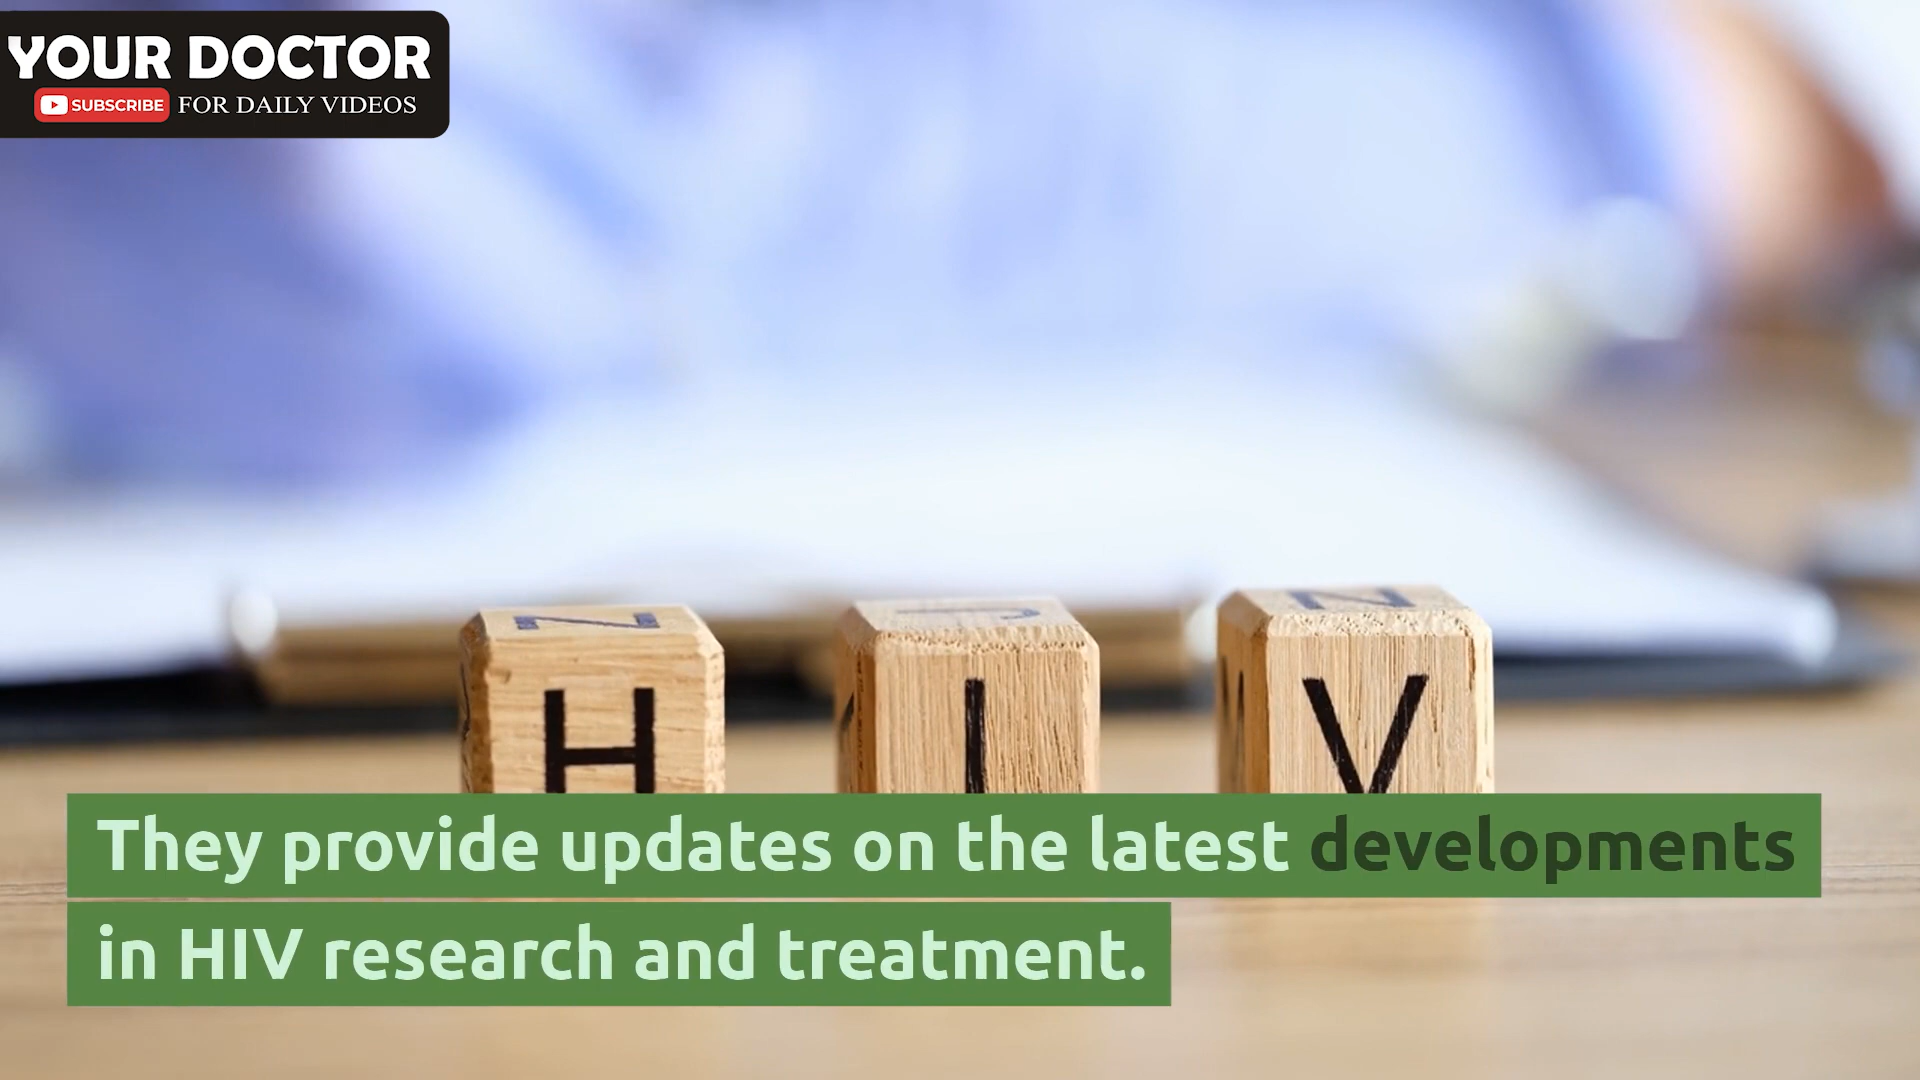 YOUR DOCTOR
SUBSCRIBE FOR DAILY VIDEOS
Z
N
H I V
They provide updates on the latest developments
in HIV research and treatment.